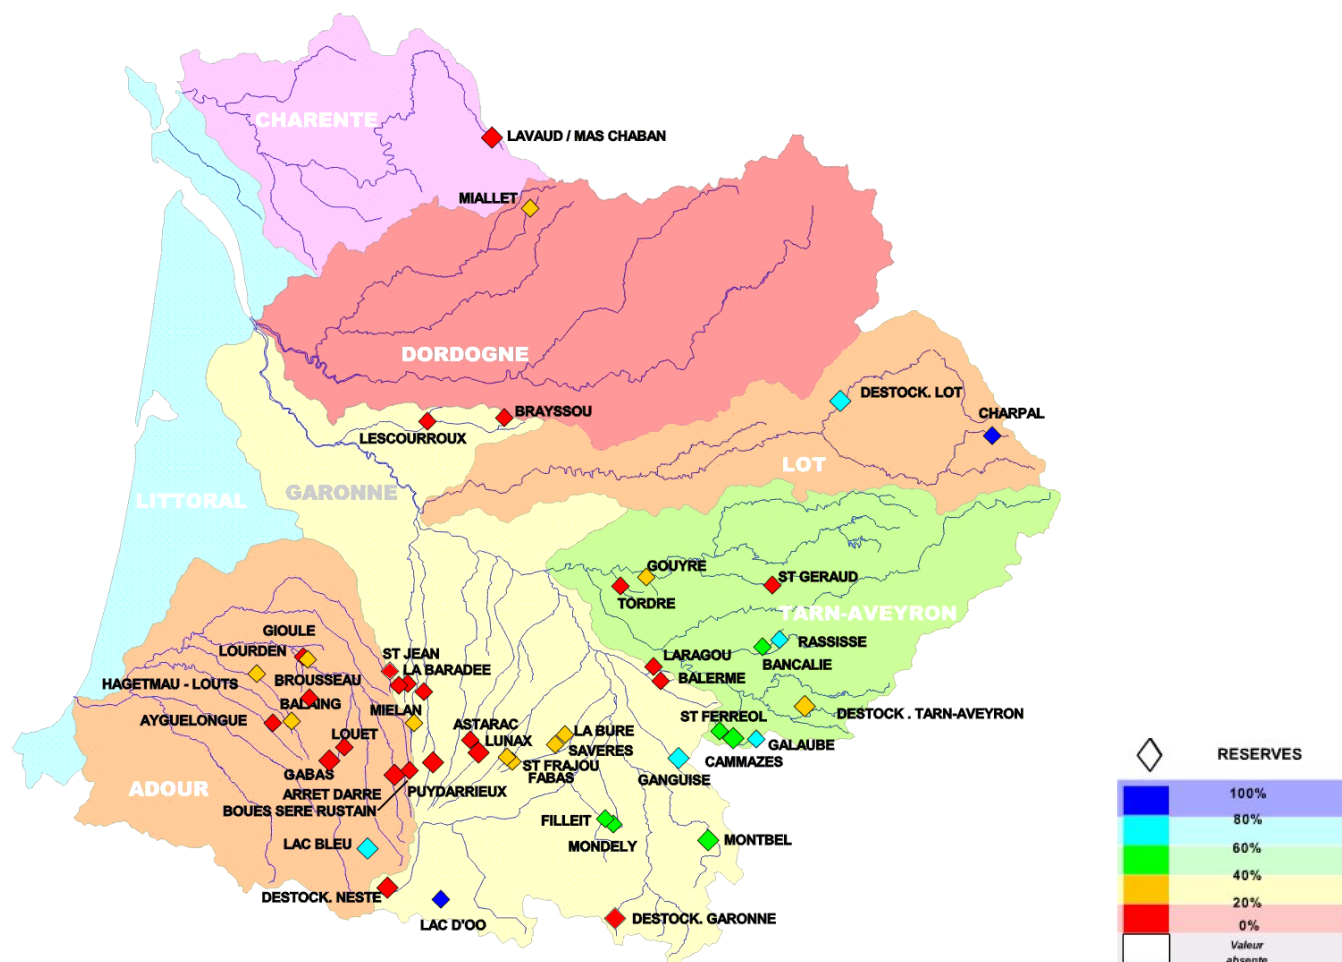 CHARENTE
LAVAUD / MAS CHABAN
MIALLET
DORDOGNE
DESTOCK. LOT
CHARPAL
BRAYSSOU
LESCOURROUX
LOT
GARONNE
LITTORAL
GOUYRE
ST GERAUD
TORDRE
TARN-AVEYRON
GIOULE
LOURDEN
ST JEAN
RASSISSE
LARAGOU
BANCALIE
LA BARADEE
HAGETMAU - LOUTS
BROUSSEAU
BALERME
BALAING
MIELAN
AYGUELONGUE
ST FERREOL
DESTOCK . TARN-AVEYRON
ASTARAC
LA BURE
LOUET
LUNAX
SAVERES
GALAUBE
CAMMAZES
ST FRAJOU
GABAS
FABAS
GANGUISE
ADOUR
ARRET DARRE
PUYDARRIEUX
BOUES SERE RUSTAIN
FILLEIT
MONDELY
MONTBEL
LAC BLEU
DESTOCK. NESTE
LAC D'OO
DESTOCK. GARONNE
RESERVES
100%
80%
60%
40%
20%
0%
Valeur
absente